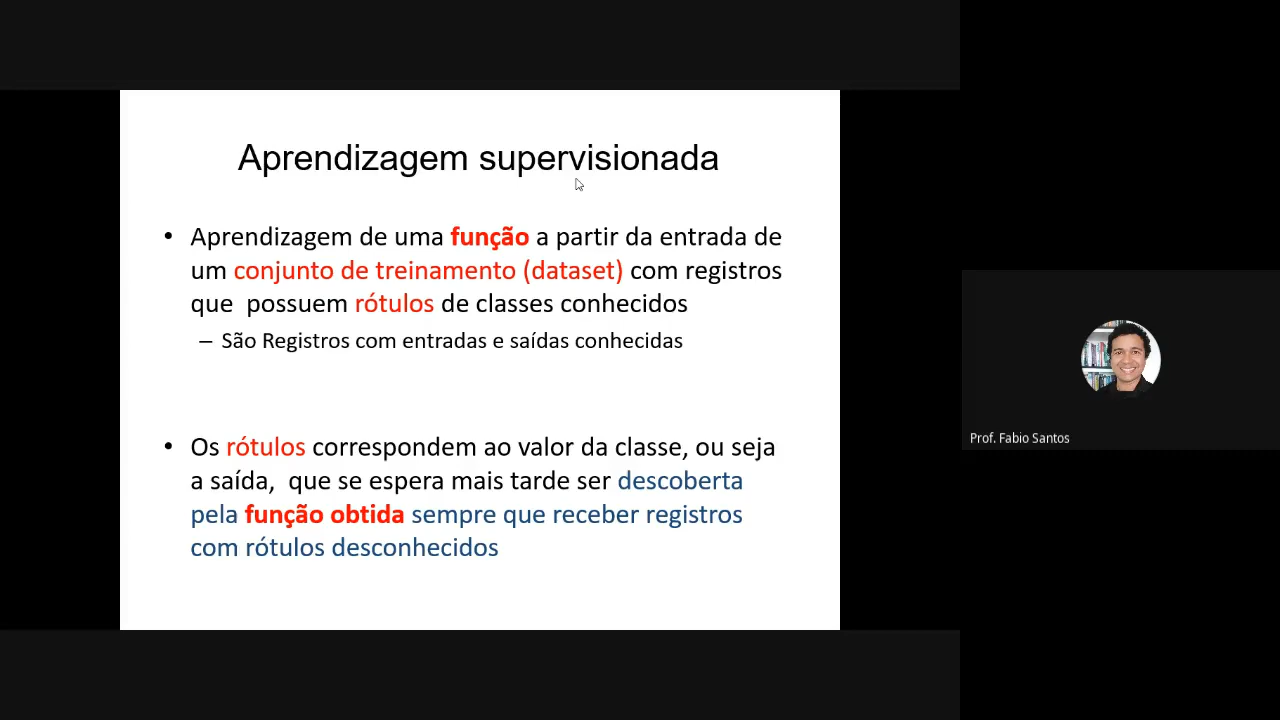 Aprendizagem supervisionada
• Aprendizagem de uma função a partir da entrada de
um conjunto de treinamento (dataset) com registros
que possuem rótulos de classes conhecidos
– São Registros com entradas e saídas conhecidas
• Os rótulos correspondem ao valor da classe, ou seja
a saída, que se espera mais tarde ser descoberta
pela função obtida sempre que receber registros
com rótulos desconhecidos
Prof. Fabio Santos